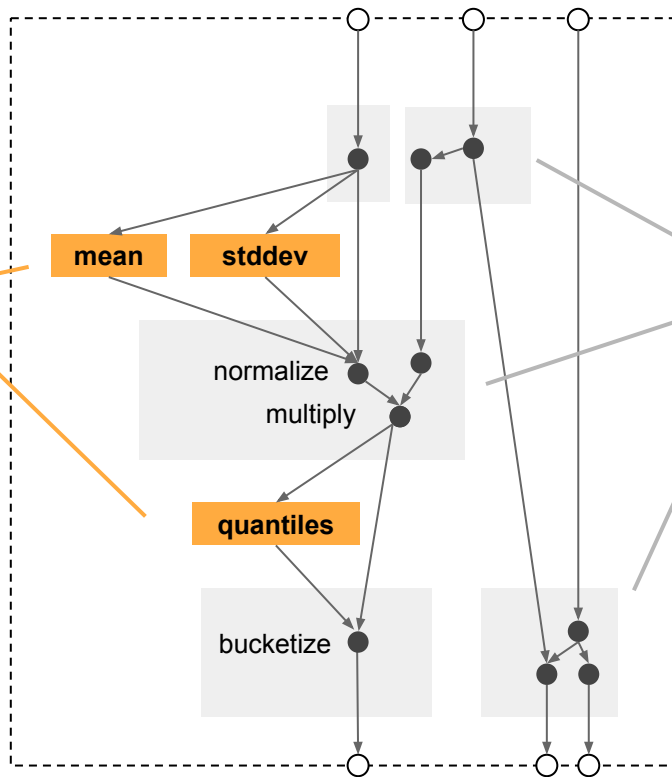 mean
stddev
normalize
multiply
quantiles
bucketize